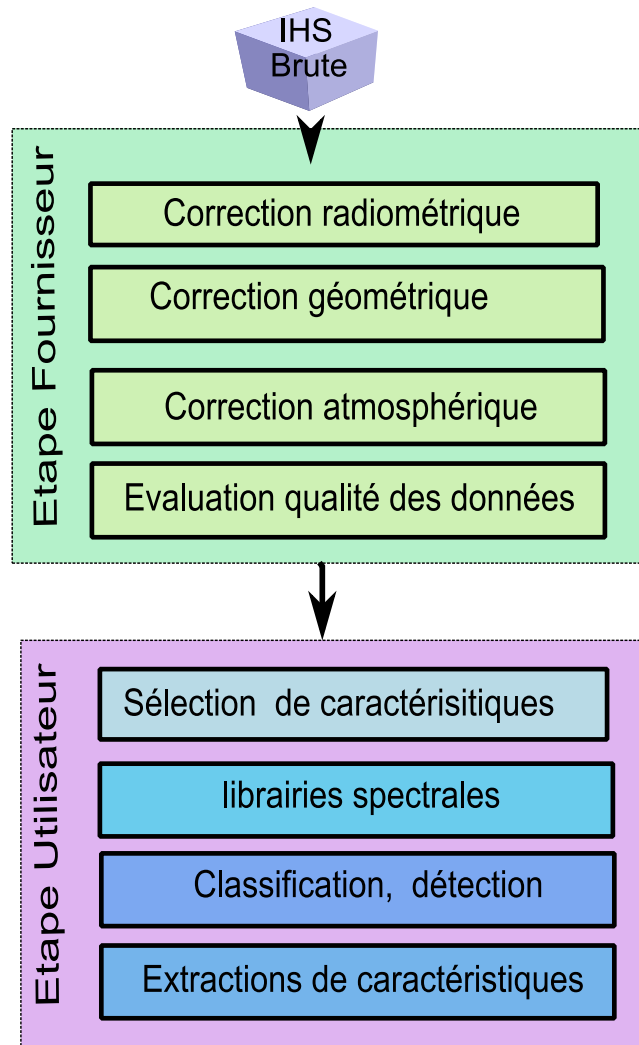 IHS
Brute
Etape Fournisseur
Correction radiométrique
Correction géométrique
Correction atmosphérique
Evaluation qualité des données
Etape Utilisateur
Sélection de caractérisitiques
librairies spectrales
Classification, détection
Extractions de caractéristiques